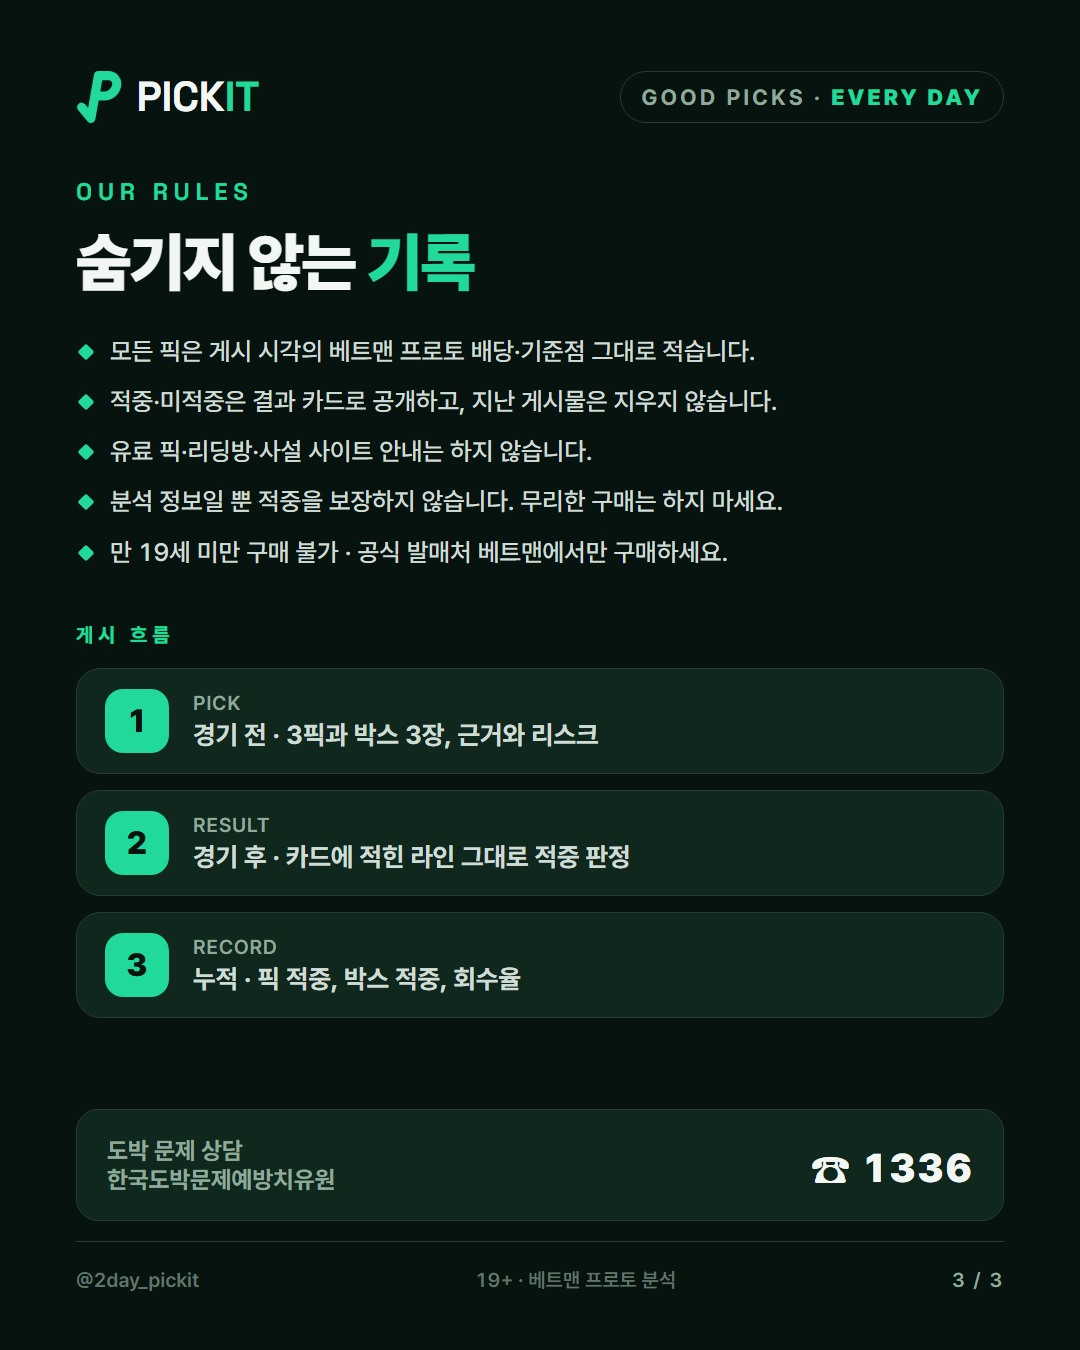 PICKIT
GOOD PICKS · EVERY DAY
OUR RULES
숨기지 않는 기록
모든 픽은 게시 시각의 베트맨 프로토 배당·기준점 그대로 적습니다.
적중·미적중은 결과 카드로 공개하고, 지난 게시물은 지우지 않습니다.
유료 픽·리딩방·사설 사이트 안내는 하지 않습니다.
분석 정보일 뿐 적중을 보장하지 않습니다. 무리한 구매는 하지 마세요.
만 19세 미만 구매 불가 · 공식 발매처 베트맨에서만 구매하세요.
게시 흐름
1
PICK
경기 전 · 3픽과 박스 3장, 근거와 리스크
2
RESULT
경기 후 · 카드에 적힌 라인 그대로 적중 판정
3
RECORD
누적 · 픽 적중, 박스 적중, 회수율
도박 문제 상담
한국도박문제예방치유원
☎ 1336
@2day_pickit
19+ · 베트맨 프로토 분석
3 / 3